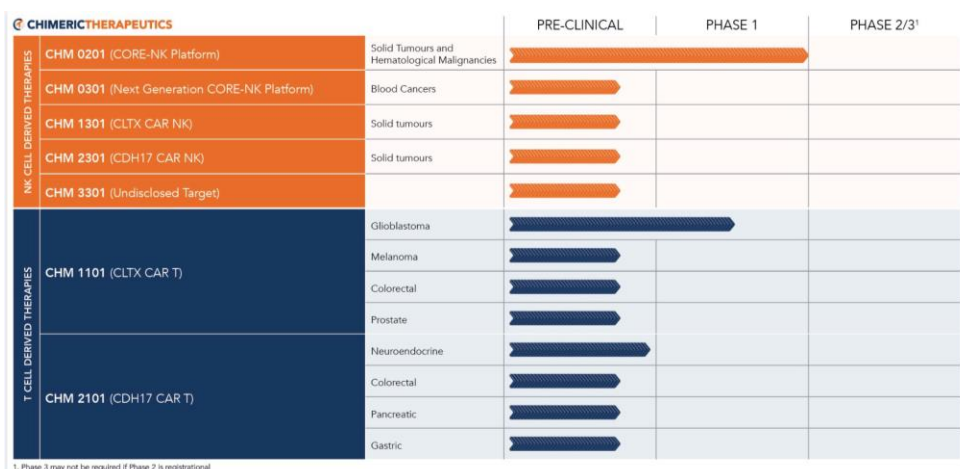 CHIMERICTHERAPEUTICS
PRE-CLINICAL
PHASE 1
PHASE 2/3¹
NK CELL DERIVED THERAPIES
CHM 0201 (CORE-NK Platform)
Solid Tumours and
Hematological Malignancies
CHM 0301 (Next Generation CORE-NK Platform)
Blood Cancers
CHM 1301 (CLTX CAR NK)
Solid tumours
CHM 2301 (CDH17 CAR NK)
Solid tumours
CHM 3301 (Undisclosed Target)
T CELL DERIVED THERAPIES
CHM 1101 (CLTX CAR T)
Glioblastoma
Melanoma
Colorectal
Prostate
CHM 2101 (CDH17 CAR T)
Neuroendocrine
Colorectal
Pancreatic
Gastric
1. Phase 3 may not be required if Phase 2 is registrational